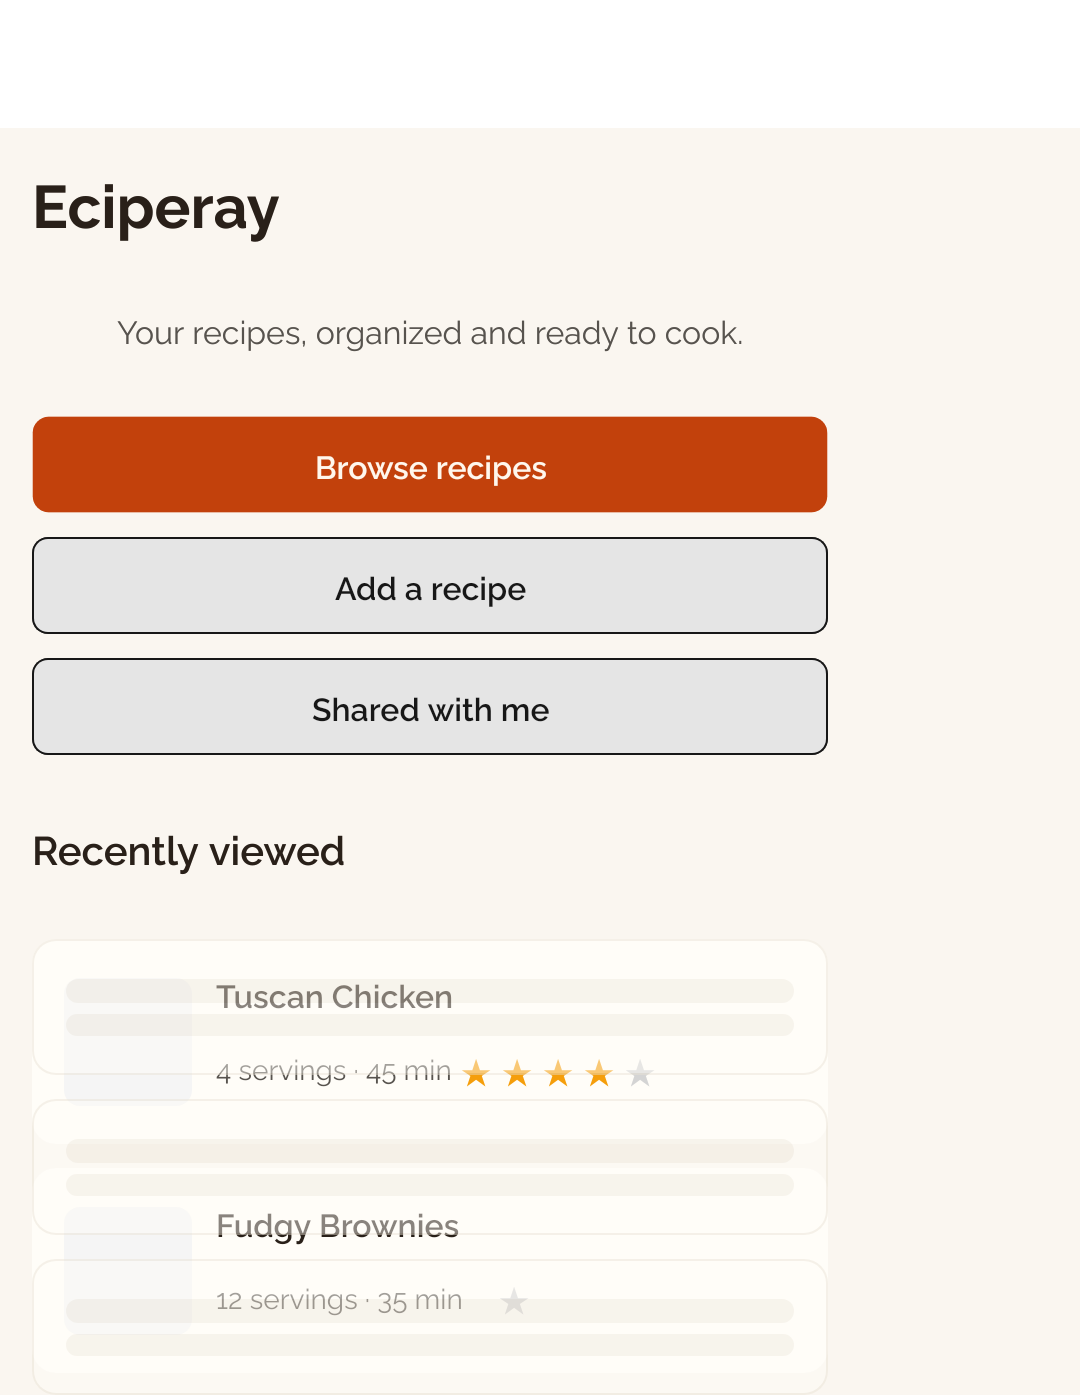 Eciperay
Your recipes, organized and ready to cook.
Browse recipes
Add a recipe
Shared with me
Recently viewed
Tuscan Chicken
4 servings · 45 min ★★★★★
Fudgy Brownies
12 servings · 35 min ★